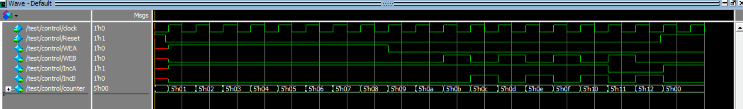 Wave - Default
Msgs
/test/control/clock 1'h0
/test/control/Reset 1'h1
/test/control/WEA 1'h0
/test/control/WEB 1'h0
/test/control/IncA 1'h1
/test/control/IncB 1'h0
/test/control/counter 5'h00 5'h01 5'h02 5'h03 5'h04 5'h05 5'h06 5'h07 5'h08 5'h09 5'h0a 5'h0b 5'h0c 5'h0d 5'h0e 5'h0f 5'h10 5'h11 5'h12 5'h00